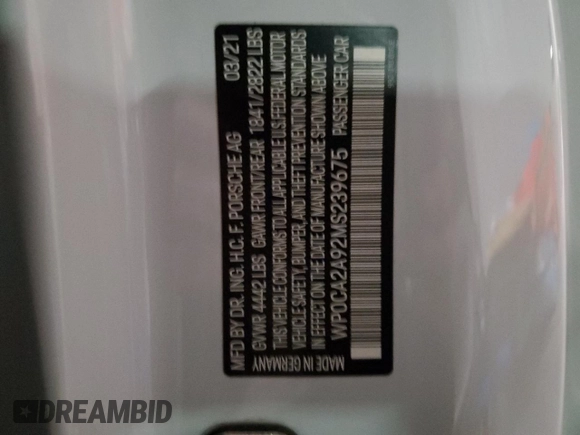 MFD BY DR. ING. H.C. F. PORSCHE AG 03/21
GVWR 4442 LBS GAWR FRONT/REAR 1841/2822 LBS
THIS VEHICLE CONFORMS TO ALL APPLICABLE U.S. FEDERAL MOTOR
VEHICLE SAFETY, BUMPER, AND THEFT PREVENTION STANDARDS
IN EFFECT ON THE DATE OF MANUFACTURE SHOWN ABOVE
WP0CA2A92MS239675 PASSENGER CAR
MADE IN GERMANY
DREAMBID